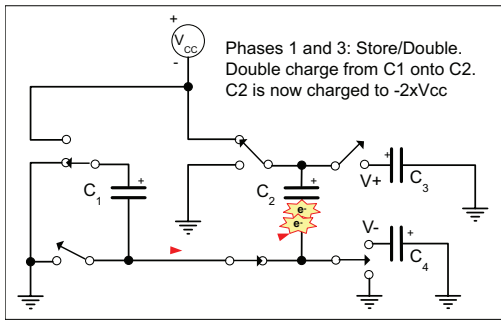 +
VCC
-
Phases 1 and 3: Store/Double.
Double charge from C1 onto C2.
C2 is now charged to -2xVcc
+
C1
+
C2
e-
e-
+
V+
C3
V-
+
C4